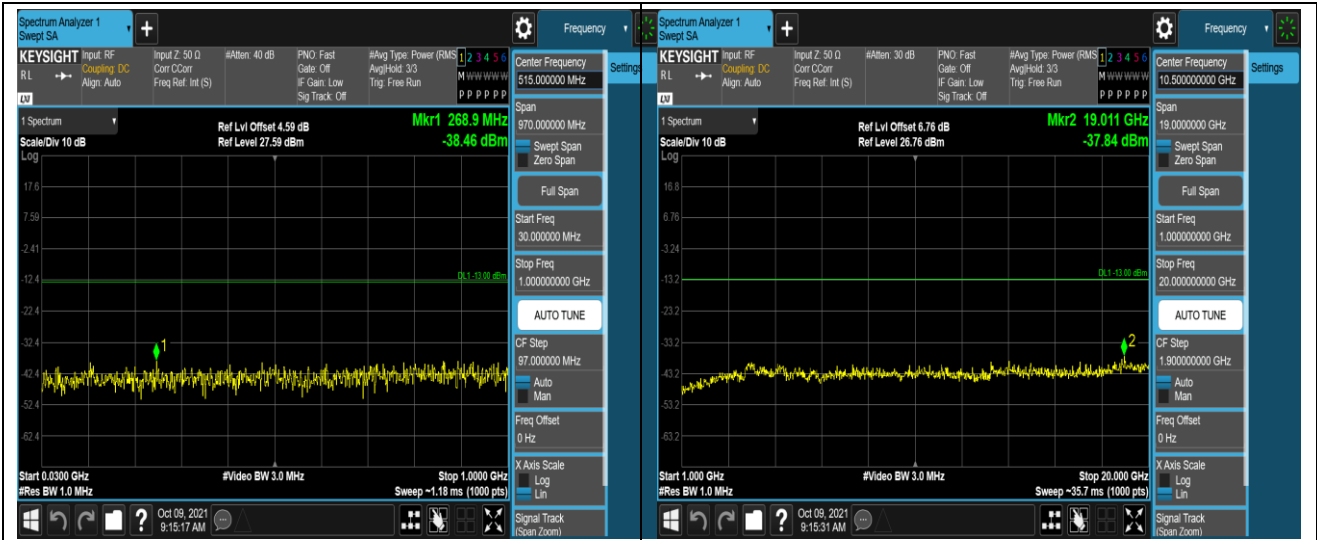 Spectrum Analyzer 1
Swept SA
Frequency
KEYSIGHT
Input: RF
Coupling: DC
Align: Auto
Input Z: 50 Ω
Corr CCorr
Freq Ref: Int (S)
#Atten: 40 dB
PNO: Fast
Gate: Off
IF Gain: Low
Sig Track: Off
#Avg Type: Power (RMS
Avg|Hold: 3/3
Trig: Free Run
1 2 3 4 5 6
M W W W W W
P P P P P P
RL
LXI
Center Frequency
515.000000 MHz
Settings
Span
970.000000 MHz
Swept Span
Zero Span
Full Span
Start Freq
30.000000 MHz
Stop Freq
1.000000000 GHz
AUTO TUNE
CF Step
97.000000 MHz
Auto
Man
Freq Offset
0 Hz
X Axis Scale
Log
Lin
Signal Track
(Span Zoom)
1 Spectrum
Scale/Div 10 dB
Log
Ref Lvl Offset 4.59 dB
Ref Level 27.59 dBm
Mkr1 268.9 MHz
-38.46 dBm
17.6
7.59
-2.41
DL1 -13.00 dBm
-12.4
-22.4
-32.4
1
-42.4
-52.4
-62.4
Start 0.0300 GHz
#Res BW 1.0 MHz
#Video BW 3.0 MHz
Stop 1.0000 GHz
Sweep ~1.18 ms (1000 pts)
?
Oct 09, 2021
9:15:17 AM
Spectrum Analyzer 1
Swept SA
Frequency
KEYSIGHT
Input: RF
Coupling: DC
Align: Auto
Input Z: 50 Ω
Corr CCorr
Freq Ref: Int (S)
#Atten: 30 dB
PNO: Fast
Gate: Off
IF Gain: Low
Sig Track: Off
#Avg Type: Power (RMS
Avg|Hold: 3/3
Trig: Free Run
1 2 3 4 5 6
M W W W W W
P P P P P P
RL
LXI
Center Frequency
10.500000000 GHz
Settings
Span
19.0000000 GHz
Swept Span
Zero Span
Full Span
Start Freq
1.000000000 GHz
Stop Freq
20.000000000 GHz
AUTO TUNE
CF Step
1.900000000 GHz
Auto
Man
Freq Offset
0 Hz
X Axis Scale
Log
Lin
Signal Track
(Span Zoom)
1 Spectrum
Scale/Div 10 dB
Log
Ref Lvl Offset 6.76 dB
Ref Level 26.76 dBm
Mkr2 19.011 GHz
-37.84 dBm
16.8
6.76
-3.24
DL1 -13.00 dBm
-13.2
-23.2
-33.2
2
-43.2
-53.2
-63.2
Start 1.000 GHz
#Res BW 1.0 MHz
#Video BW 3.0 MHz
Stop 20.000 GHz
Sweep ~35.7 ms (1000 pts)
?
Oct 09, 2021
9:15:31 AM